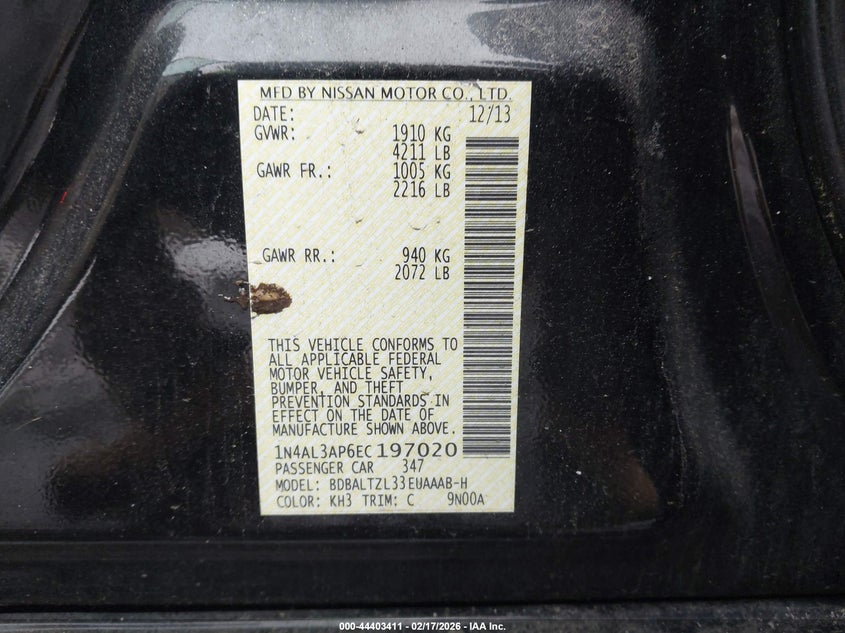 MFD BY NISSAN MOTOR CO., LTD.
DATE: 12/13
GVWR: 1910 KG
4211 LB
GAWR FR.: 1005 KG
2216 LB
GAWR RR.: 940 KG
2072 LB
THIS VEHICLE CONFORMS TO
ALL APPLICABLE FEDERAL
MOTOR VEHICLE SAFETY,
BUMPER, AND THEFT
PREVENTION STANDARDS IN
EFFECT ON THE DATE OF
MANUFACTURE SHOWN ABOVE.
1N4AL3AP6EC 197020
PASSENGER CAR 347
MODEL: BDBALTZL33EUAAAB-H
COLOR: KH3 TRIM: C 9N00A
000-44403411 - 02/17/2026 - IAA Inc.